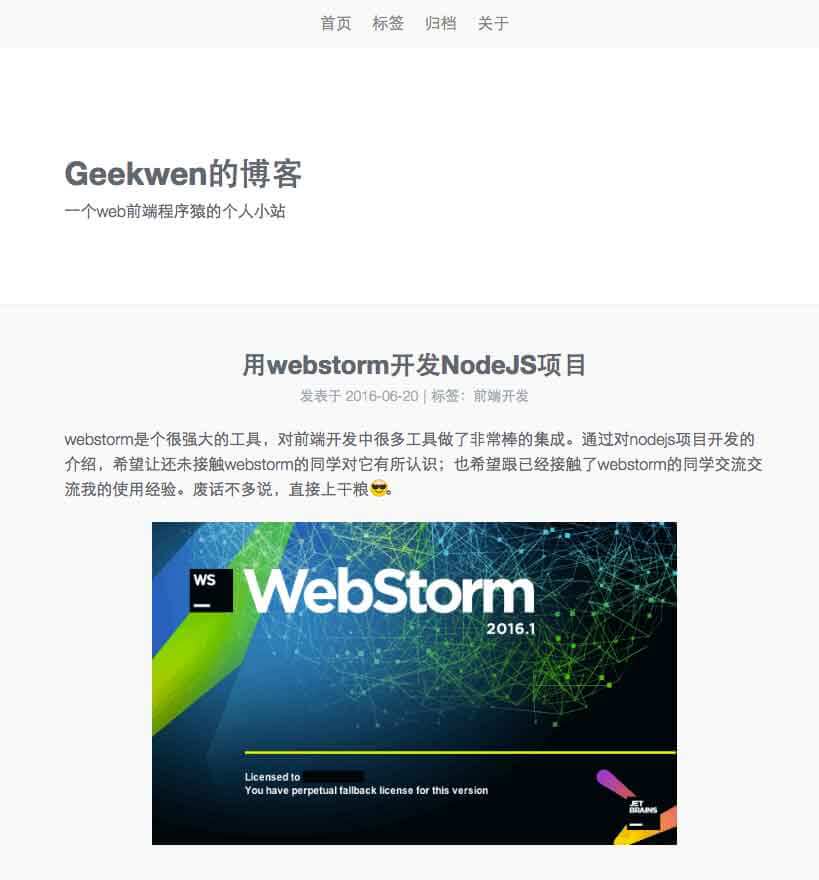 首页 标签 归档 关于
Geekwen的博客
一个web前端程序猿的个人小站
用webstorm开发NodeJS项目
发表于 2016-06-20 | 标签：前端开发
webstorm是个很强大的工具，对前端开发中很多工具做了非常棒的集成。通过对nodejs项目开发的
介绍，希望让还未接触webstorm的同学对它有所认识；也希望跟已经接触了webstorm的同学交流交
流我的使用经验。废话不多说，直接上干粮😎。
WS
WebStorm
2016.1
Licensed to
You have perpetual fallback license for this version
JET
BRAINS